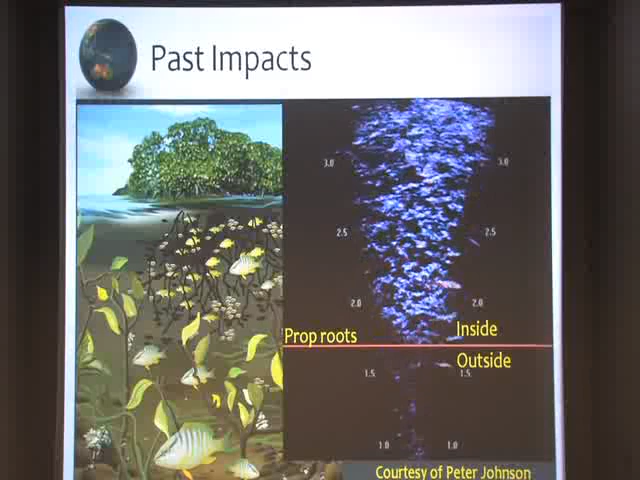 Past Impacts
3.0 3.0
2.5 2.5
2.0 2.0
Prop roots Inside
Outside
1.5 1.5
1.0 1.0
Courtesy of Peter Johnson